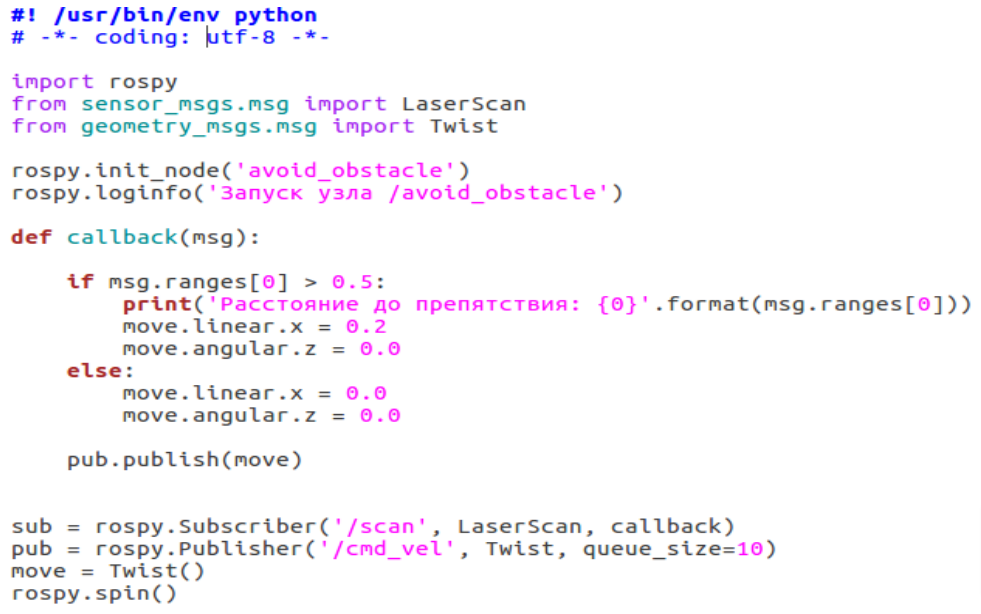 #! /usr/bin/env python
# -*- coding: utf-8 -*-

import rospy
from sensor_msgs.msg import LaserScan
from geometry_msgs.msg import Twist

rospy.init_node('avoid_obstacle')
rospy.loginfo('Запуск узла /avoid_obstacle')

def callback(msg):

    if msg.ranges[0] > 0.5:
        print('Расстояние до препятствия: {0}'.format(msg.ranges[0]))
        move.linear.x = 0.2
        move.angular.z = 0.0
    else:
        move.linear.x = 0.0
        move.angular.z = 0.0

    pub.publish(move)


sub = rospy.Subscriber('/scan', LaserScan, callback)
pub = rospy.Publisher('/cmd_vel', Twist, queue_size=10)
move = Twist()
rospy.spin()